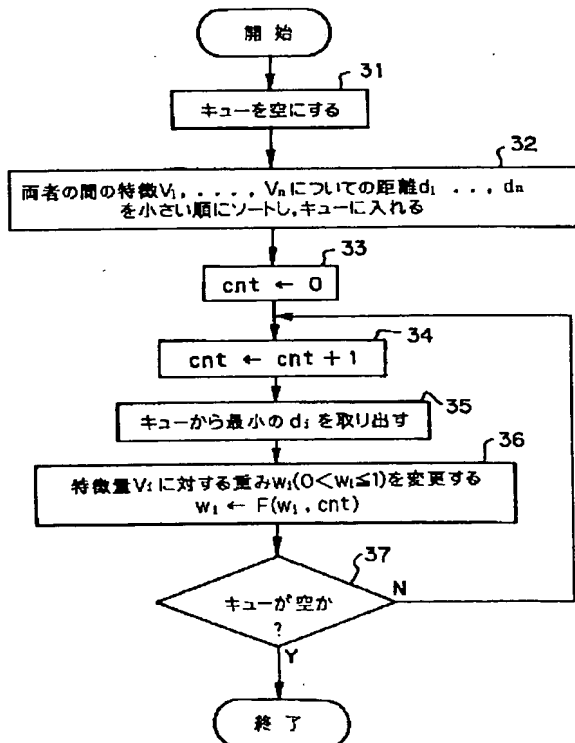 開始
31
キューを空にする
32
両者の間の特徴V₁, . . . . , Vₙについての距離d₁ . . , dₙ
を小さい順にソートし,キューに入れる
33
cnt ← 0
34
cnt ← cnt + 1
35
キューから最小のdᵢを取り出す
36
特徴量Vᵢに対する重みwᵢ(0<wᵢ≦1)を変更する
wᵢ ← F(wᵢ , cnt)
37
キューが空か
?
N
Y
終了